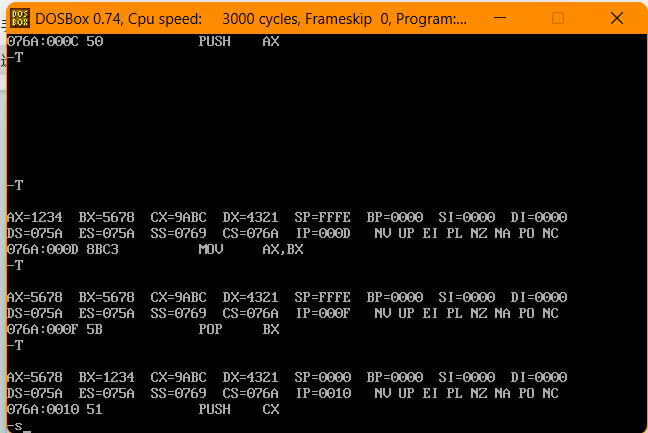 DOS
BOX
DOSBox 0.74, Cpu speed: 3000 cycles, Frameskip 0, Program:...
076A:000C 50 PUSH AX
-T
-T
AX=1234 BX=5678 CX=9ABC DX=4321 SP=FFFE BP=0000 SI=0000 DI=0000
DS=075A ES=075A SS=0769 CS=076A IP=000D NV UP EI PL NZ NA PO NC
076A:000D 8BC3 MOV AX,BX
-T
AX=5678 BX=5678 CX=9ABC DX=4321 SP=FFFE BP=0000 SI=0000 DI=0000
DS=075A ES=075A SS=0769 CS=076A IP=000F NV UP EI PL NZ NA PO NC
076A:000F 5B POP BX
-T
AX=5678 BX=1234 CX=9ABC DX=4321 SP=0000 BP=0000 SI=0000 DI=0000
DS=075A ES=075A SS=0769 CS=076A IP=0010 NV UP EI PL NZ NA PO NC
076A:0010 51 PUSH CX
-s_